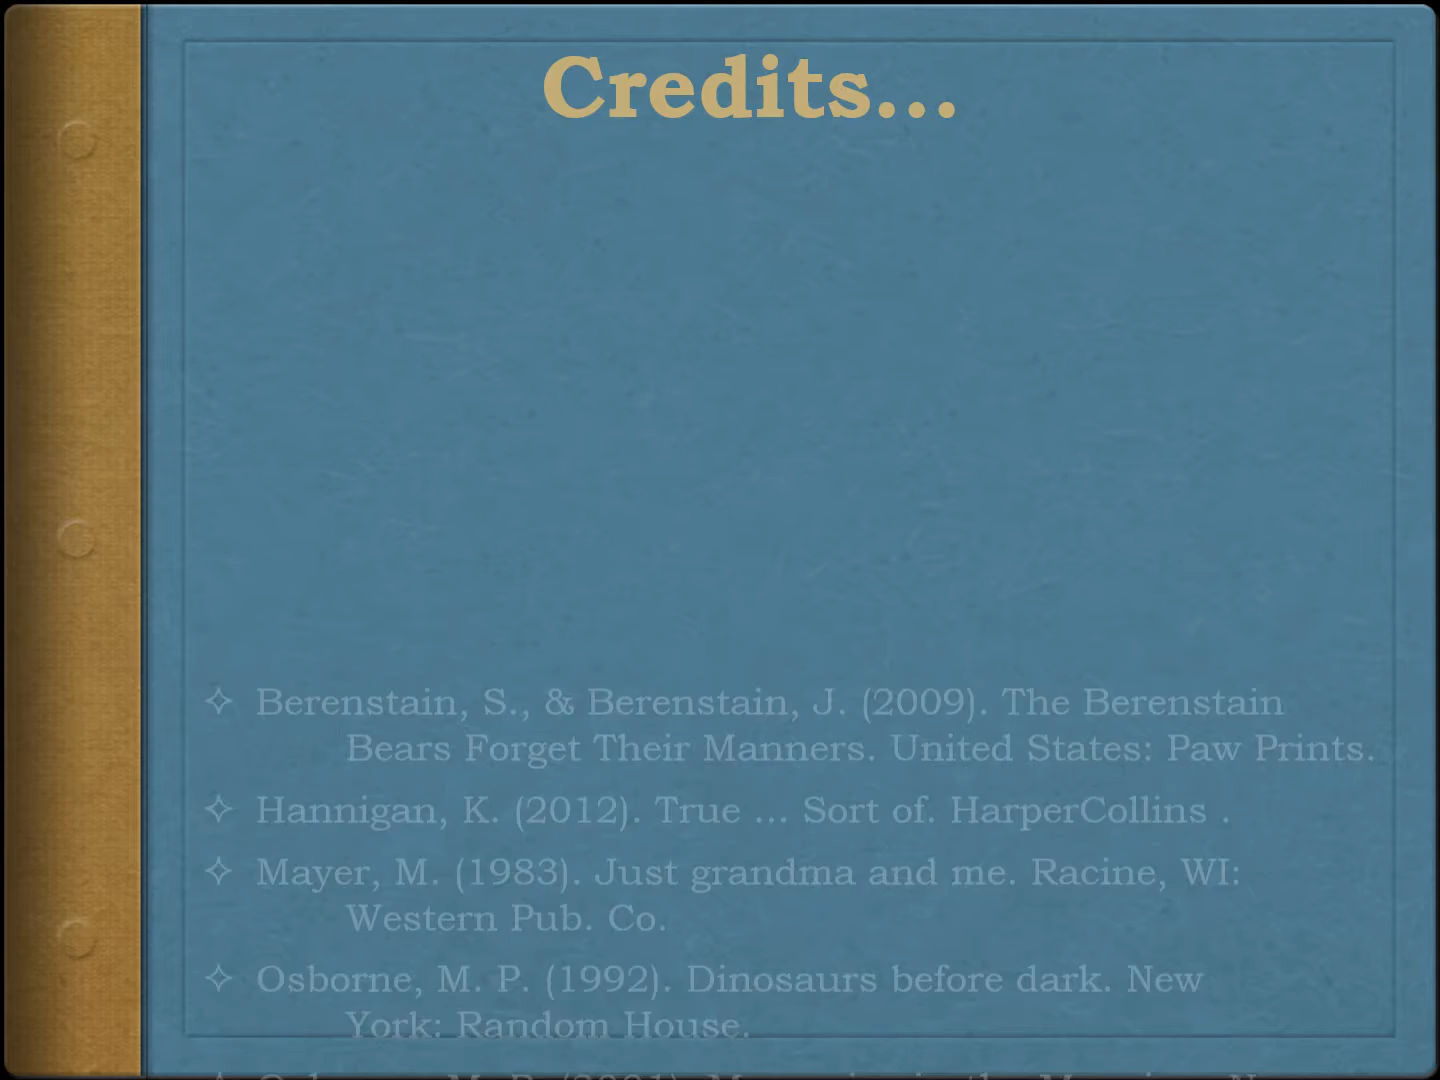 Credits...
✧ Berenstain, S., & Berenstain, J. (2009). The Berenstain
Bears Forget Their Manners. United States: Paw Prints.
✧ Hannigan, K. (2012). True ... Sort of. HarperCollins .
✧ Mayer, M. (1983). Just grandma and me. Racine, WI:
Western Pub. Co.
✧ Osborne, M. P. (1992). Dinosaurs before dark. New
York: Random House.